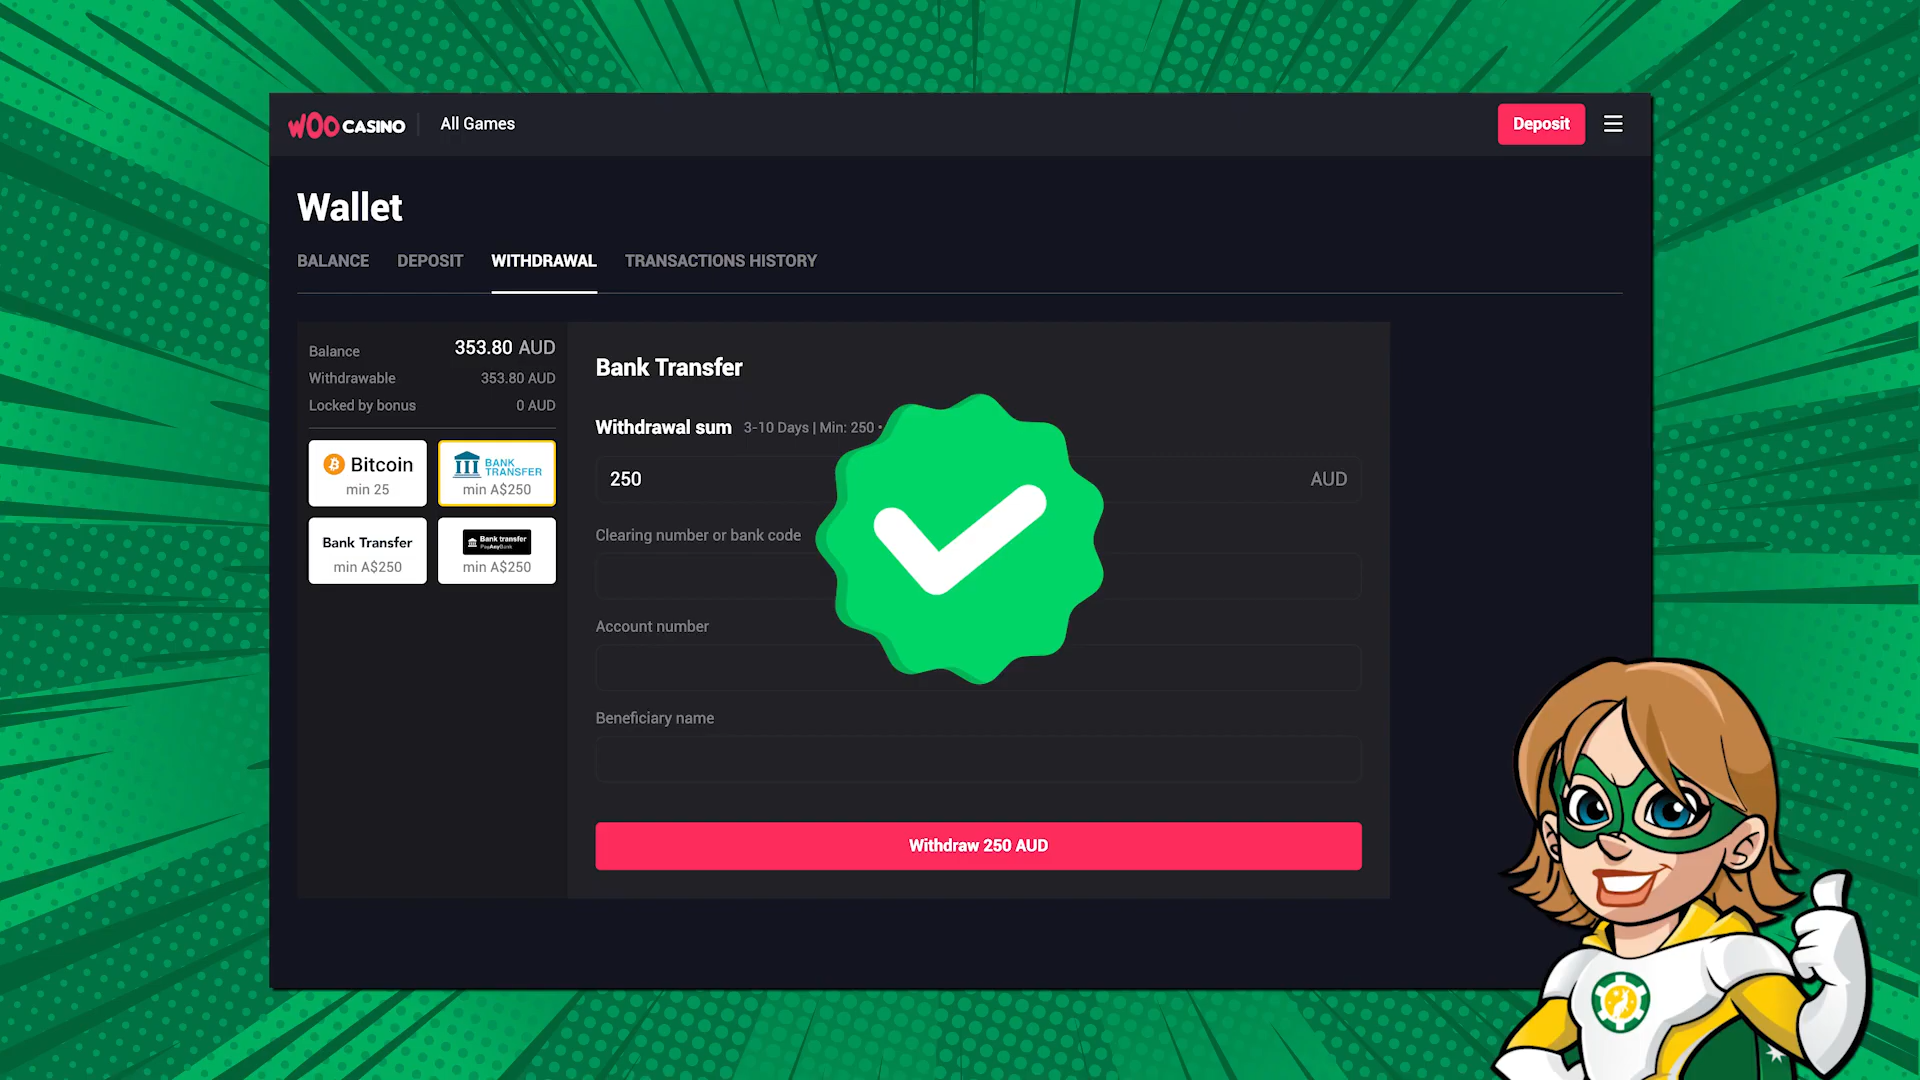 WOO CASINO
All Games
Deposit
Wallet
BALANCE DEPOSIT WITHDRAWAL TRANSACTIONS HISTORY
Balance 353.80 AUD
Withdrawable 353.80 AUD
Locked by bonus 0 AUD
Bitcoin
min 25
BANK
TRANSFER
min A$250
Bank Transfer
min A$250
Bank transfer
PayAnyBank
min A$250
Bank Transfer
Withdrawal sum 3-10 Days | Min: 250 •
250 AUD
Clearing number or bank code
Account number
Beneficiary name
Withdraw 250 AUD